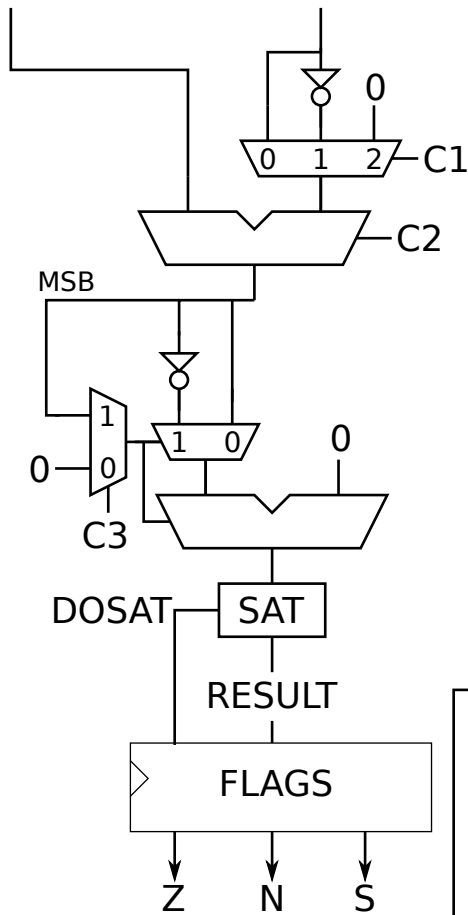 0
0 1 2 C1
C2
MSB
1 0
1
0
0 0
C3
DOSAT SAT
RESULT
FLAGS
Z N S